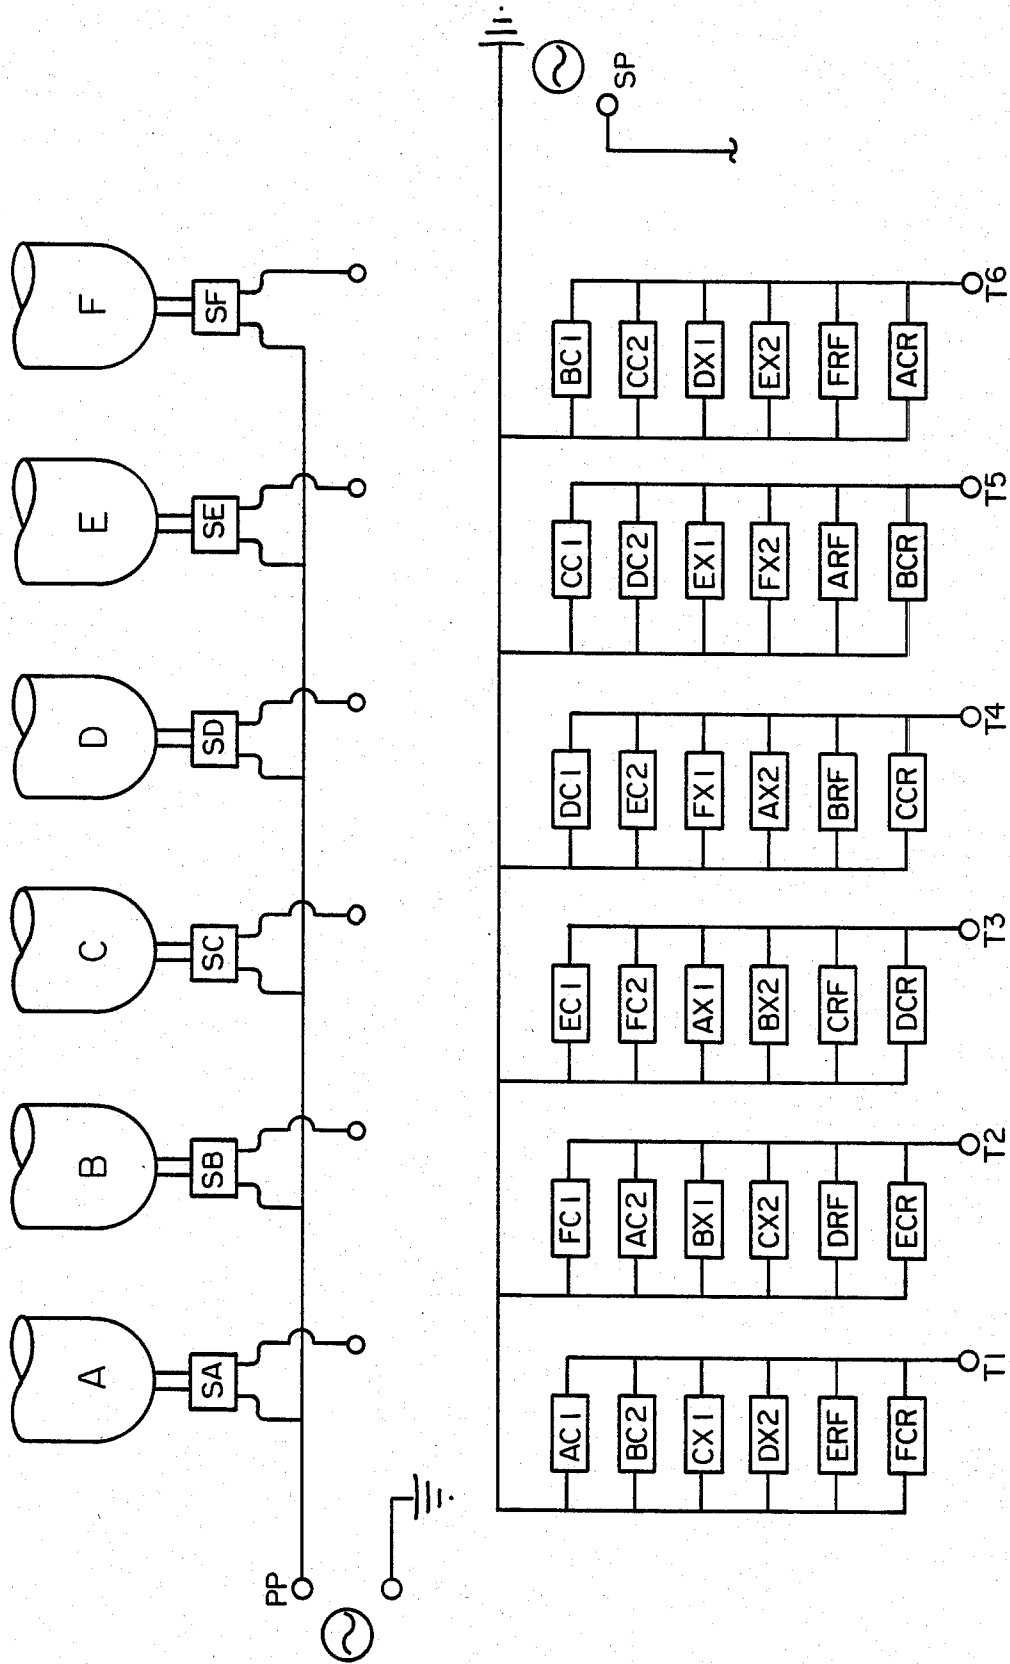 A B C D E F
SA SB SC SD SE SF
PP
SP
AC1 FC1 EC1 DC1 CC1 BC1
BC2 AC2 FC2 EC2 DC2 CC2
CX1 BX1 AX1 FX1 EX1 DX1
DX2 CX2 BX2 AX2 FX2 EX2
ERF DRF CRF BRF ARF FRF
FCR ECR DCR CCR BCR ACR
T1 T2 T3 T4 T5 T6